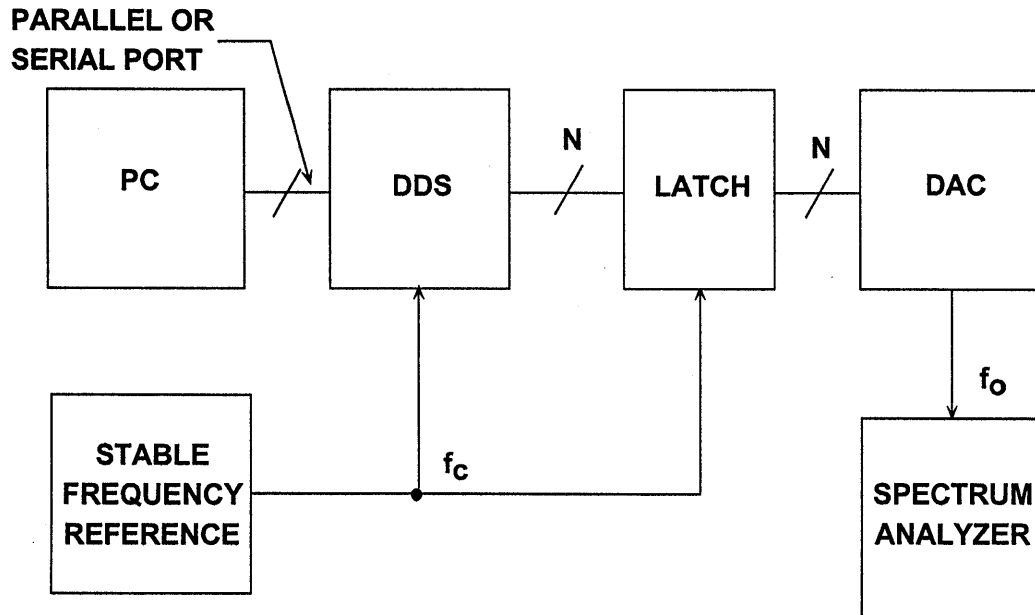 PARALLEL OR
SERIAL PORT
PC
DDS
N
LATCH
N
DAC
fo
STABLE
FREQUENCY
REFERENCE
fc
SPECTRUM
ANALYZER